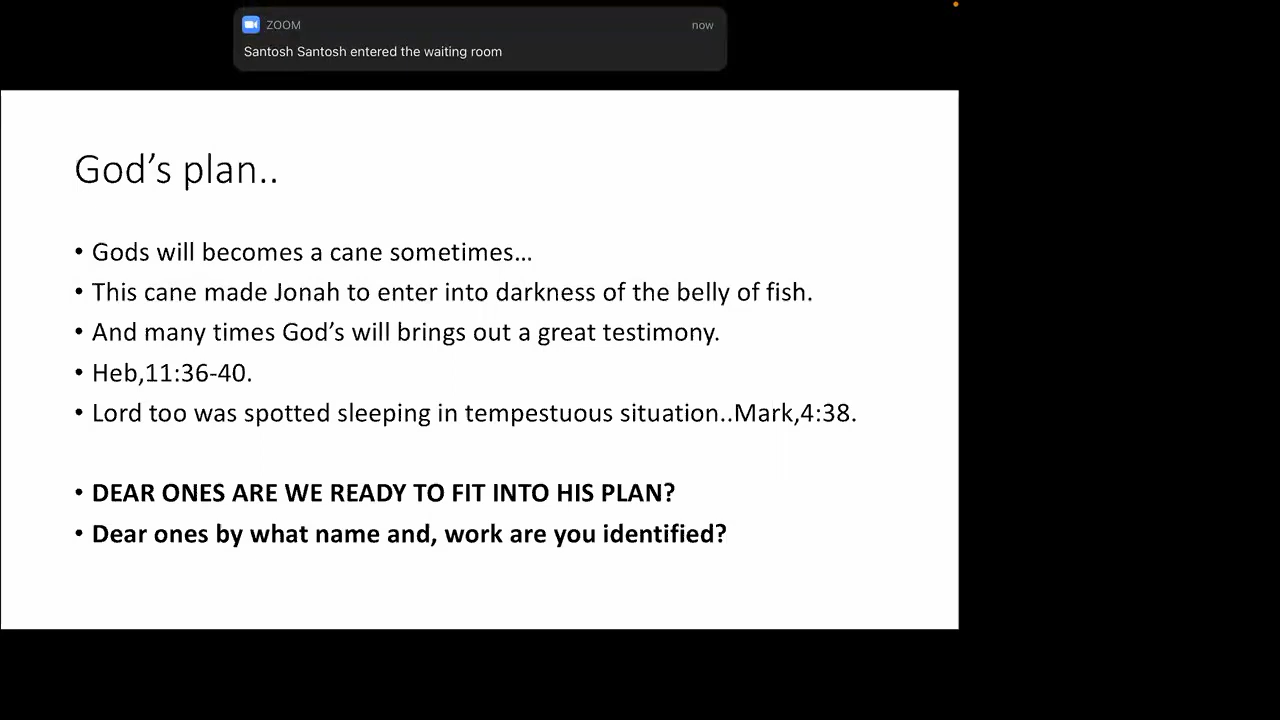 ZOOM
now
Santosh Santosh entered the waiting room
God’s plan..
• Gods will becomes a cane sometimes…
• This cane made Jonah to enter into darkness of the belly of fish.
• And many times God’s will brings out a great testimony.
• Heb,11:36-40.
• Lord too was spotted sleeping in tempestuous situation..Mark,4:38.
• DEAR ONES ARE WE READY TO FIT INTO HIS PLAN?
• Dear ones by what name and, work are you identified?